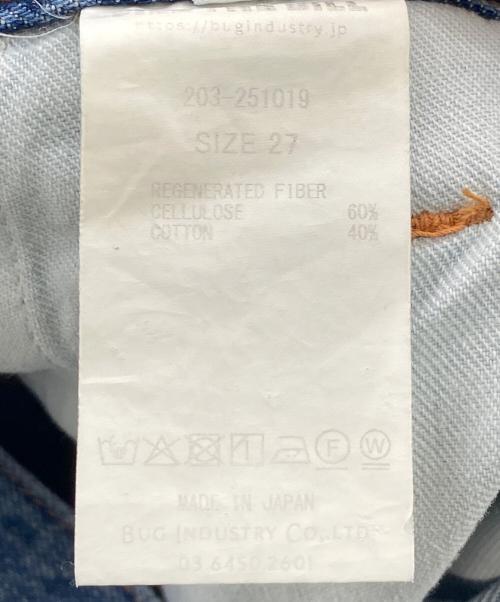 https://bugindustry.jp
203-251019
SIZE 27
REGENERATED FIBER
CELLULOSE 60%
COTTON 40%
F W
MADE IN JAPAN
BUG INDUSTRY CO.,LTD
03 6450 2601